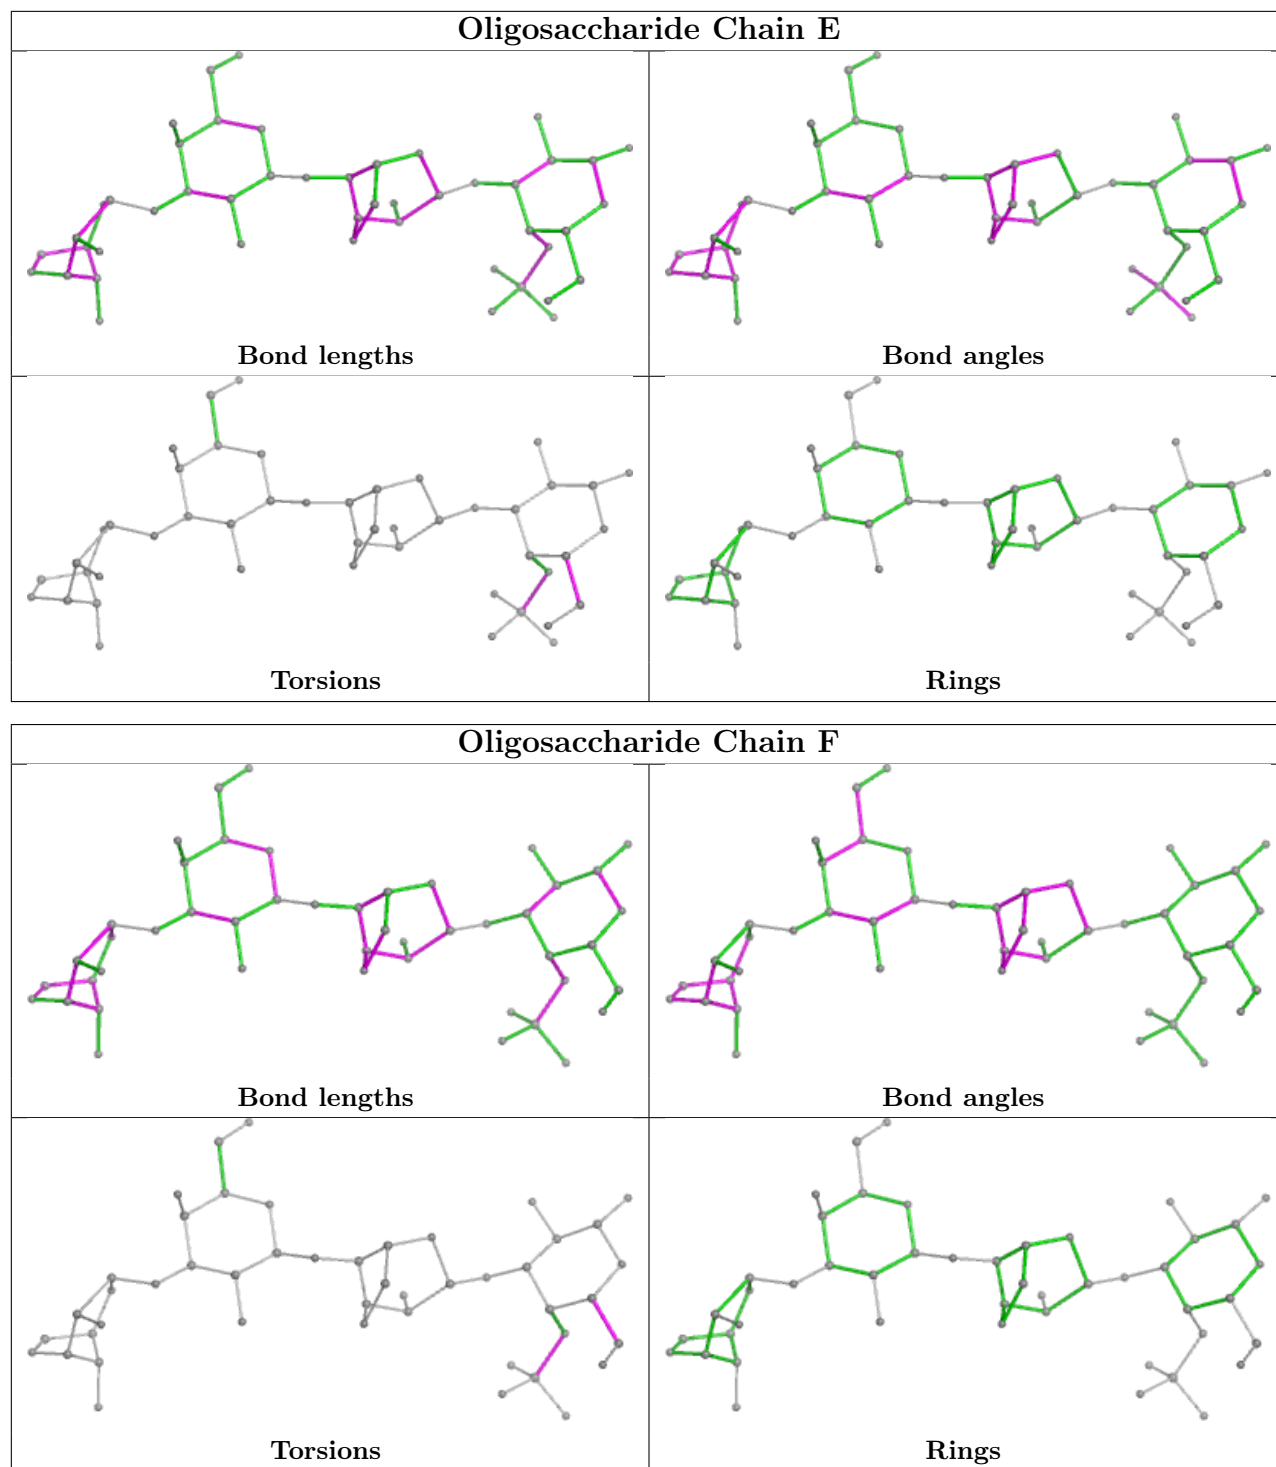 Oligosaccharide Chain E
Bond lengths
Bond angles
Torsions
Rings
Oligosaccharide Chain F
Bond lengths
Bond angles
Torsions
Rings